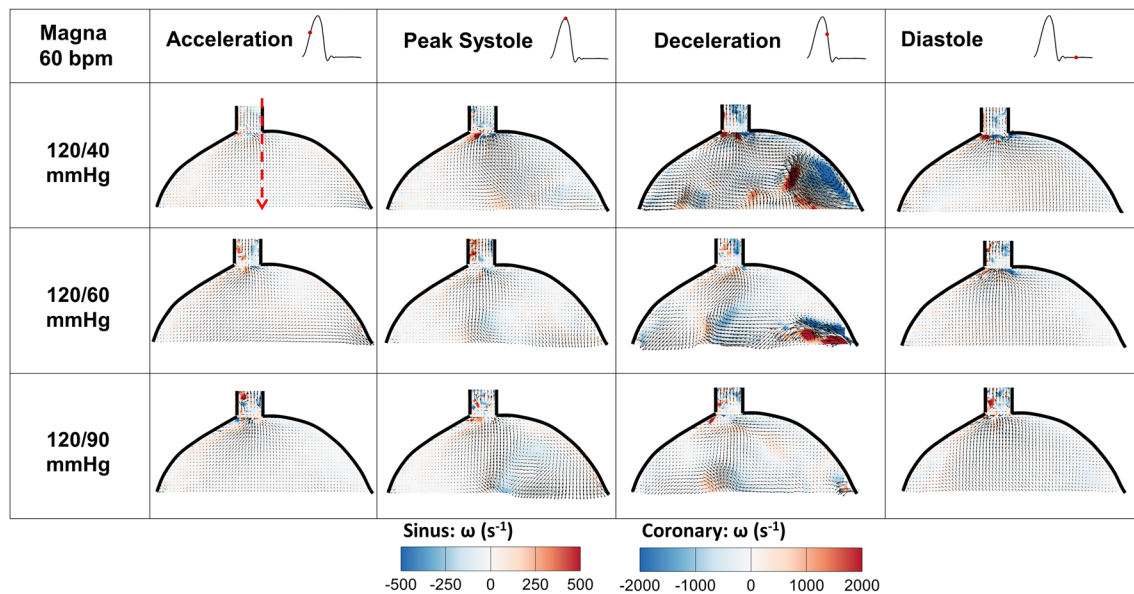 Magna
60 bpm
Acceleration
Peak Systole
Deceleration
Diastole
120/40
mmHg
120/60
mmHg
120/90
mmHg
Sinus: ω (s-1)
-500 -250 0 250 500
Coronary: ω (s-1)
-2000 -1000 0 1000 2000